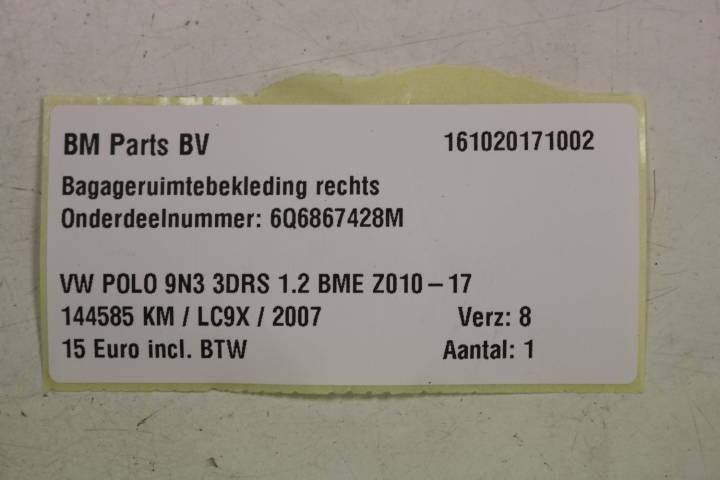 BM Parts BV 161020171002
Bagageruimtebekleding rechts
Onderdeelnummer: 6Q6867428M
VW POLO 9N3 3DRS 1.2 BME Z010-17
144585 KM / LC9X / 2007 Verz: 8
15 Euro incl. BTW Aantal: 1